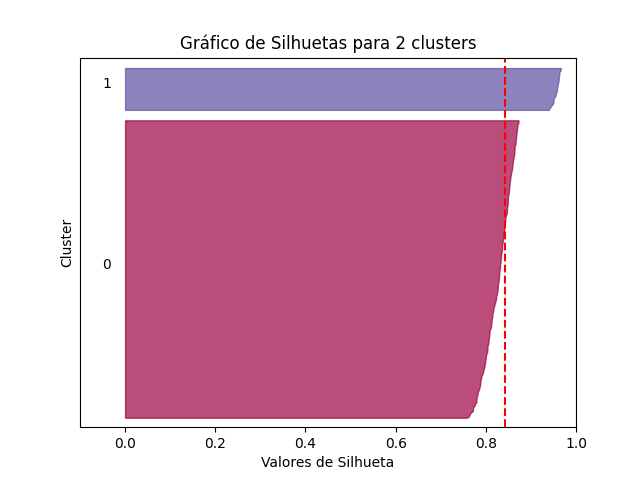 Gráfico de Silhuetas para 2 clusters
1
0
Cluster
0.0 0.2 0.4 0.6 0.8 1.0
Valores de Silhueta